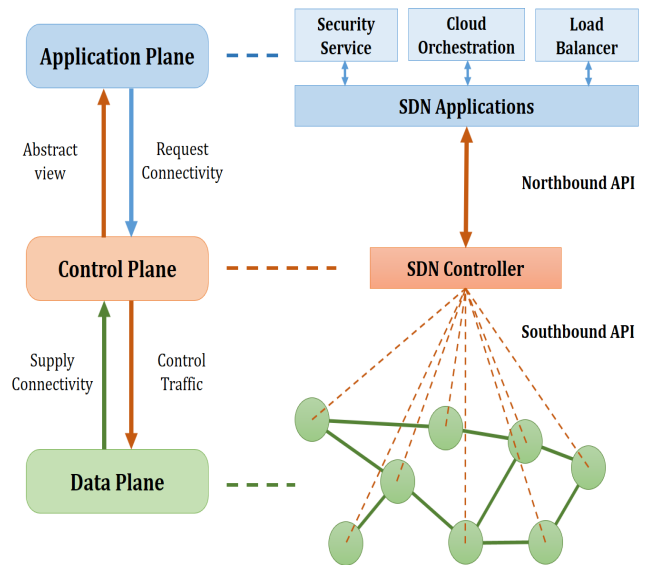 Application Plane
Security
Service
Cloud
Orchestration
Load
Balancer
SDN Applications
Abstract
view
Request
Connectivity
Northbound API
Control Plane
SDN Controller
Southbound API
Supply
Connectivity
Control
Traffic
Data Plane